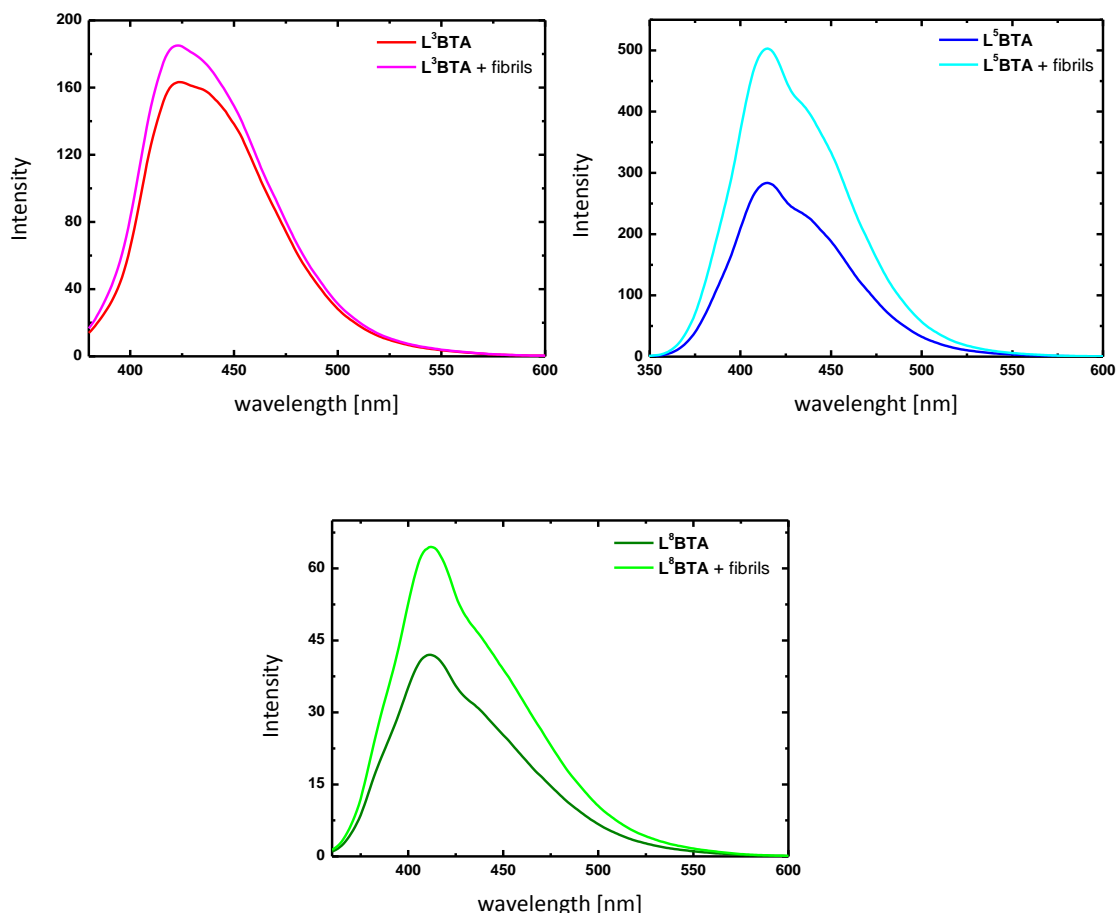 200
160
120
80
40
0
Intensity
L³BTA
L³BTA + fibrils
400 450 500 550 600
wavelength [nm]
500
400
300
200
100
0
Intensity
L⁵BTA
L⁵BTA + fibrils
350 400 450 500 550 600
wavelenght [nm]
60
45
30
15
0
Intensity
L⁸BTA
L⁸BTA + fibrils
400 450 500 550 600
wavelength [nm]